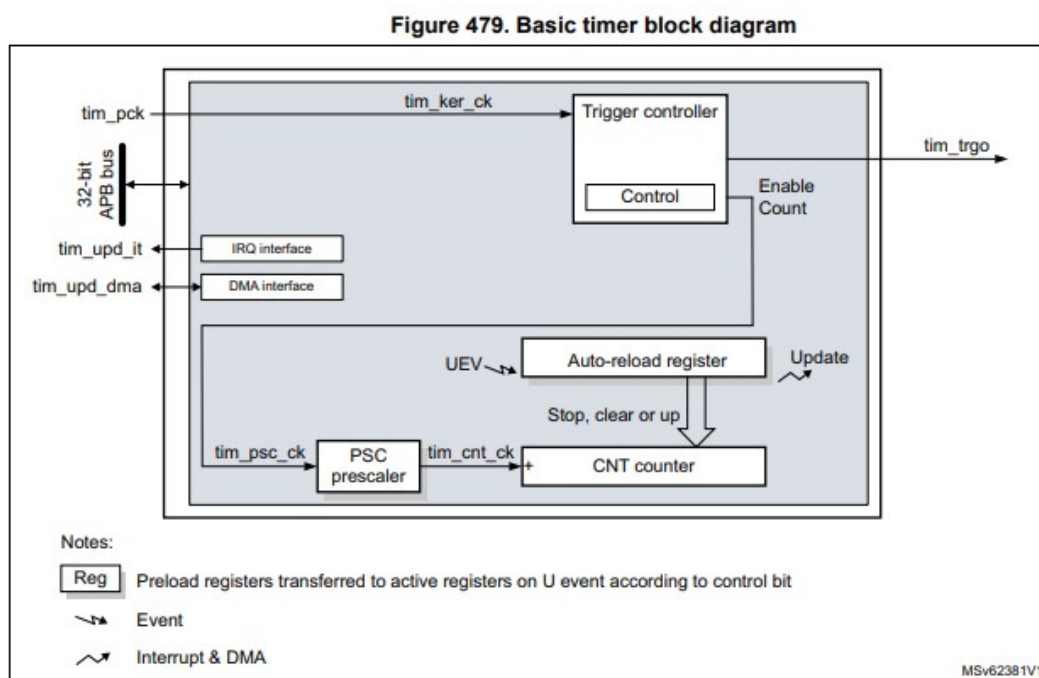 Figure 479. Basic timer block diagram
tim_pck
tim_ker_ck
Trigger controller
Control
tim_trgo
32-bit
APB bus
Enable
Count
tim_upd_it
IRQ interface
tim_upd_dma
DMA interface
UEV
Auto-reload register
Update
Stop, clear or up
tim_psc_ck
PSC
prescaler
tim_cnt_ck
+
CNT counter
Notes:
Reg
Preload registers transferred to active registers on U event according to control bit
Event
Interrupt & DMA
MSv62381V1